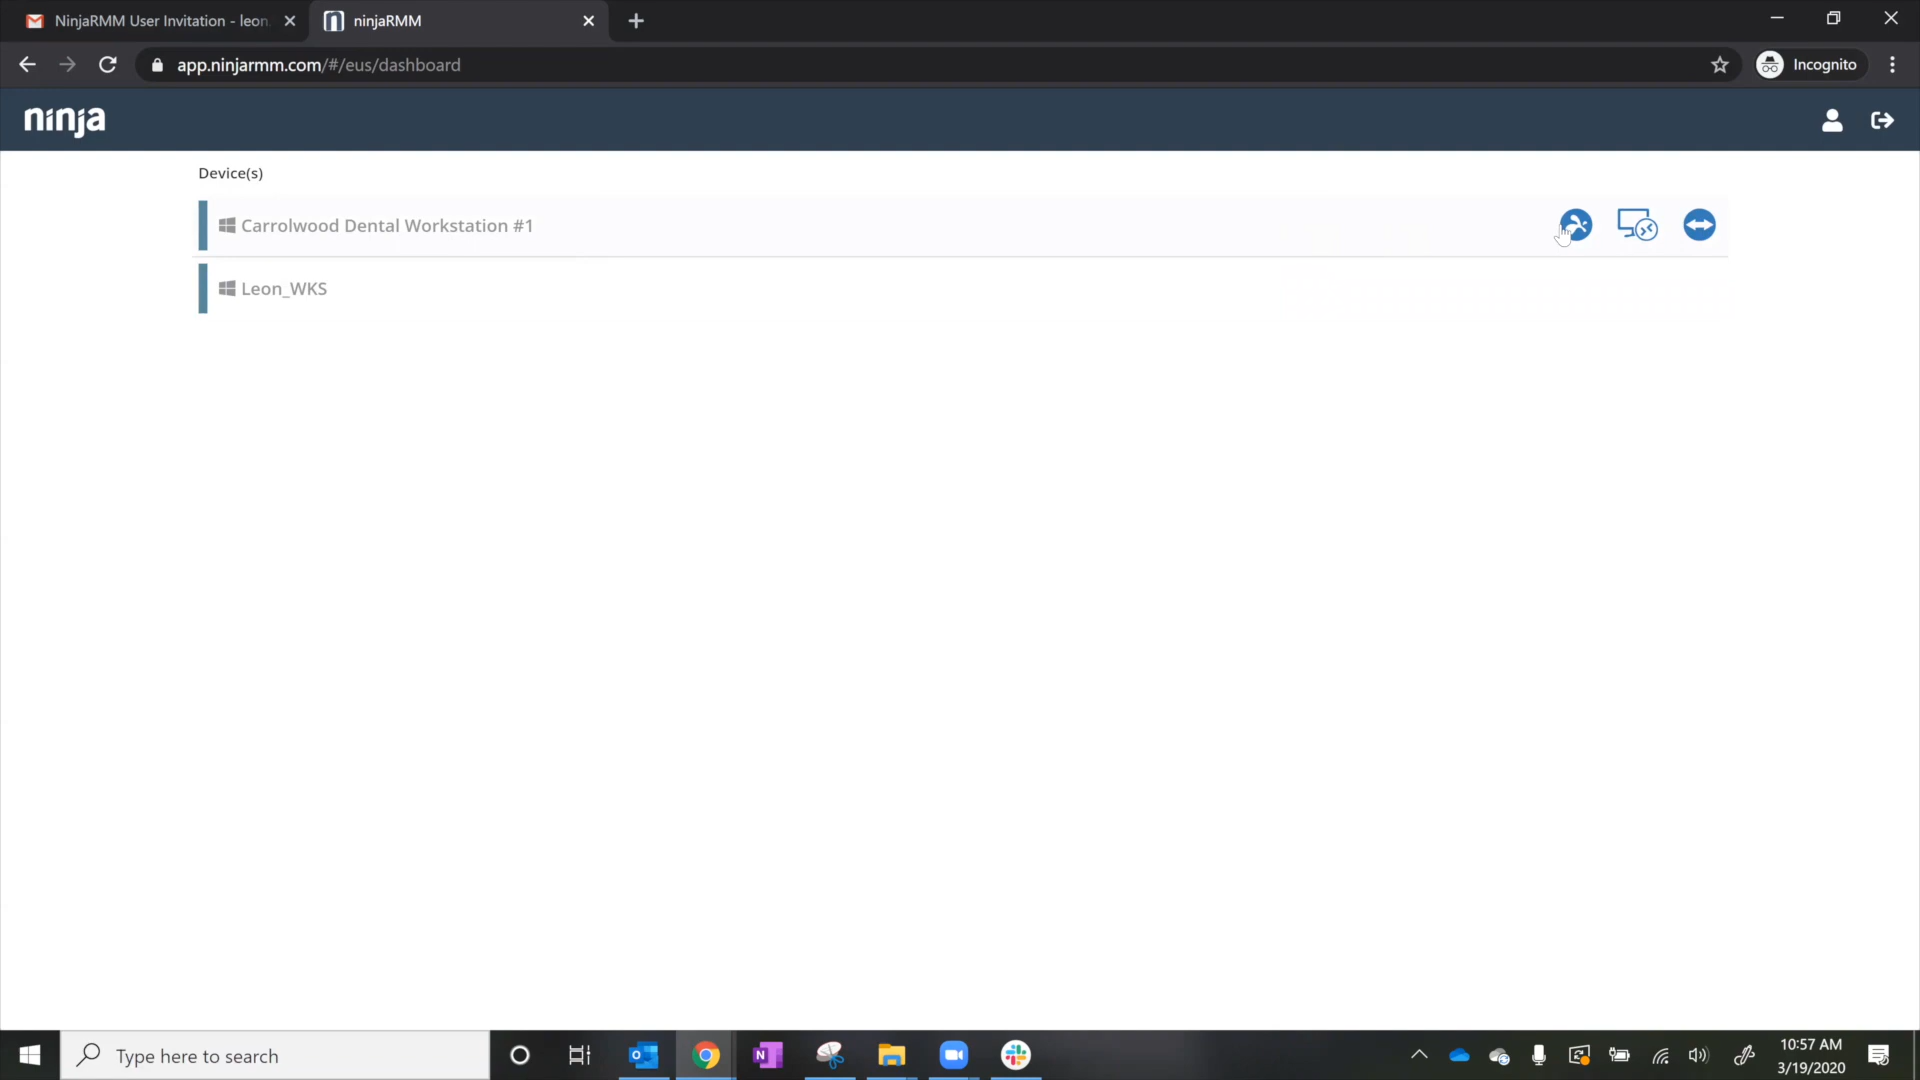 NinjaRMM User Invitation - leon
ninjaRMM
app.ninjarmm.com/#/eus/dashboard
Incognito
ninja
Device(s)
Carrolwood Dental Workstation #1
Leon_WKS
Type here to search
10:57 AM
3/19/2020